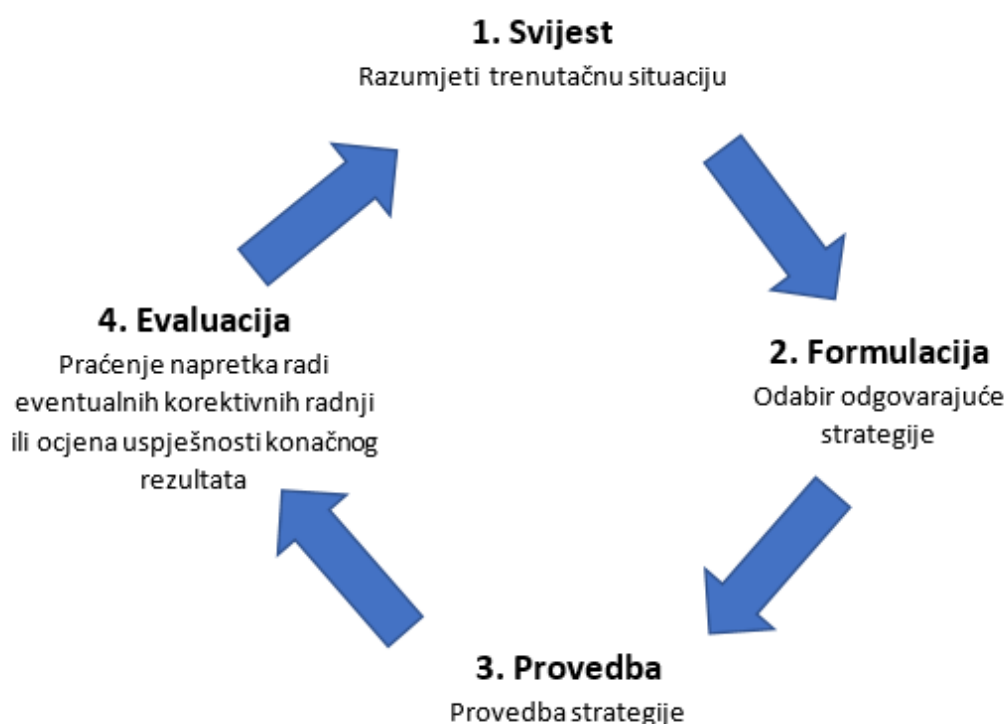 1. Svijest
Razumjeti trenutačnu situaciju
2. Formulacija
Odabir odgovarajuće
strategije
3. Provedba
Provedba strategije
4. Evaluacija
Praćenje napretka radi
eventualnih korektivnih radnji
ili ocjena uspješnosti konačnog
rezultata